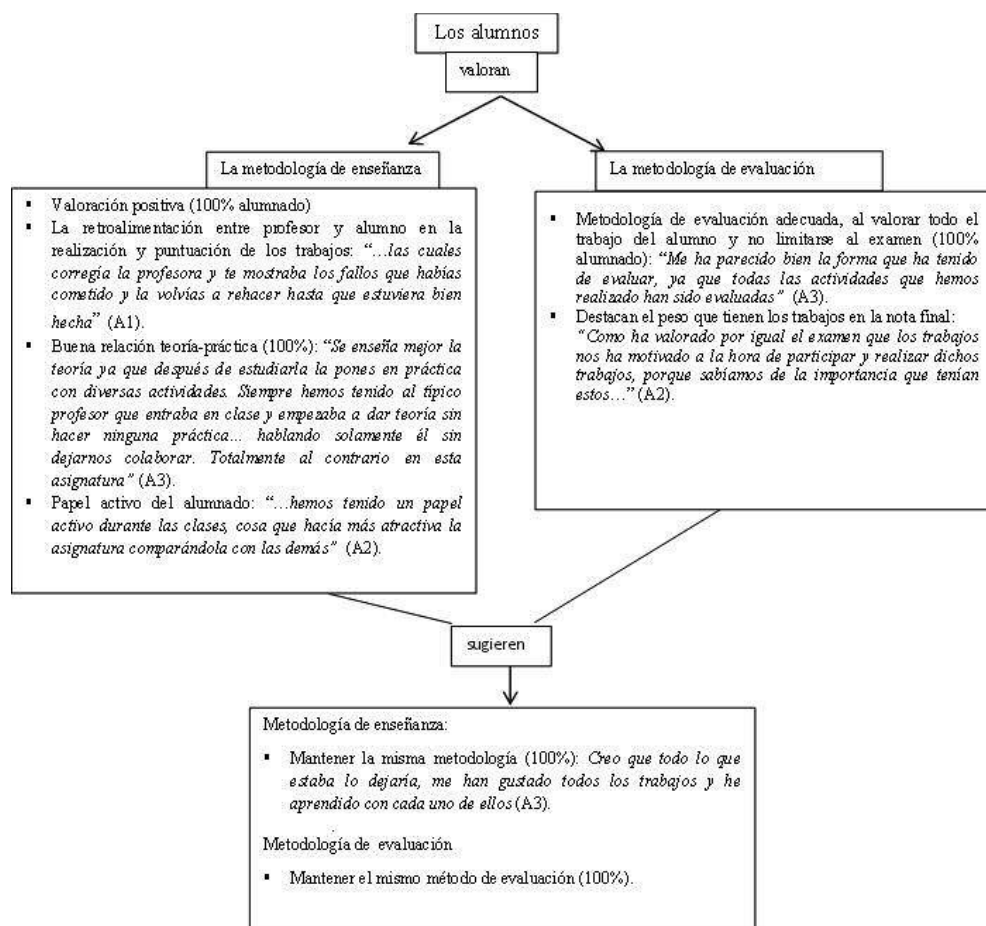 Los alumnos
valoran
La metodología de enseñanza
▪ Valoración positiva (100% alumnado)
▪ La retroalimentación entre profesor y alumno en la
realización y puntuación de los trabajos: “…las cuales
corregía la profesora y te mostraba los fallos que habías
cometido y la volvías a rehacer hasta que estuviera bien
hecha” (A1).
▪ Buena relación teoría-práctica (100%): “Se enseña mejor la
teoría ya que después de estudiarla la pones en práctica
con diversas actividades. Siempre hemos tenido al típico
profesor que entraba en clase y empezaba a dar teoría sin
hacer ninguna práctica... hablando solamente él sin
dejarnos colaborar. Totalmente al contrario en esta
asignatura” (A3).
▪ Papel activo del alumnado: “…hemos tenido un papel
activo durante las clases, cosa que hacía más atractiva la
asignatura comparándola con las demás” (A2).
La metodología de evaluación
▪ Metodología de evaluación adecuada, al valorar todo el
trabajo del alumno y no limitarse al examen (100%
alumnado): “Me ha parecido bien la forma que ha tenido
de evaluar, ya que todas las actividades que hemos
realizado han sido evaluadas” (A3).
▪ Destacan el peso que tienen los trabajos en la nota final:
“Como ha valorado por igual el examen que los trabajos
nos ha motivado a la hora de participar y realizar dichos
trabajos, porque sabíamos de la importancia que tenían
estos…” (A2).
sugieren
Metodología de enseñanza:
▪ Mantener la misma metodología (100%): Creo que todo lo que
estaba lo dejaría, me han gustado todos los trabajos y he
aprendido con cada uno de ellos (A3).
Metodología de evaluación
▪ Mantener el mismo método de evaluación (100%).